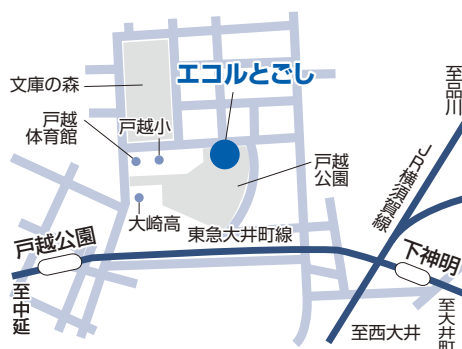 エコルとごし
文庫の森
戸越
体育館
戸越小
戸越
公園
大崎高
東急大井町線
戸越公園
至中延
至品川
JR横須賀線
下神明
至西大井
至大井町